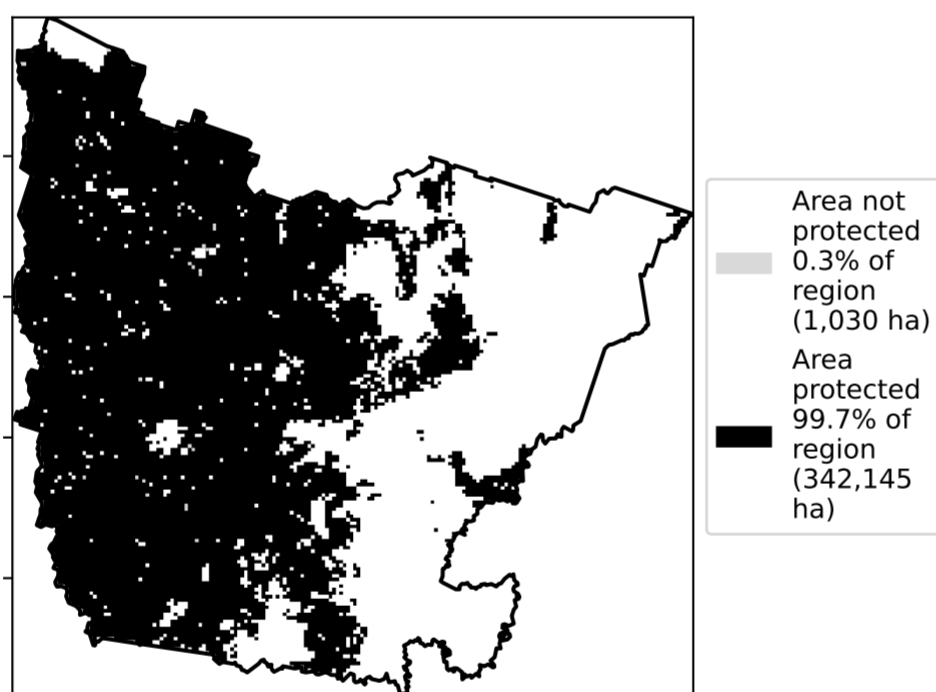 Area not
protected
0.3% of
region
(1,030 ha)
Area
protected
99.7% of
region
(342,145
ha)